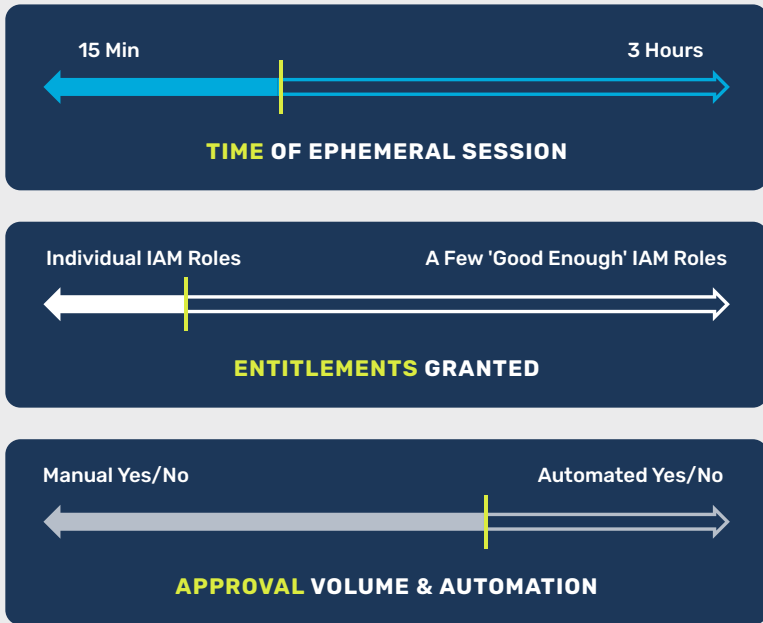 15 Min 3 Hours
TIME OF EPHEMERAL SESSION
Individual IAM Roles A Few 'Good Enough' IAM Roles
ENTITLEMENTS GRANTED
Manual Yes/No Automated Yes/No
APPROVAL VOLUME & AUTOMATION